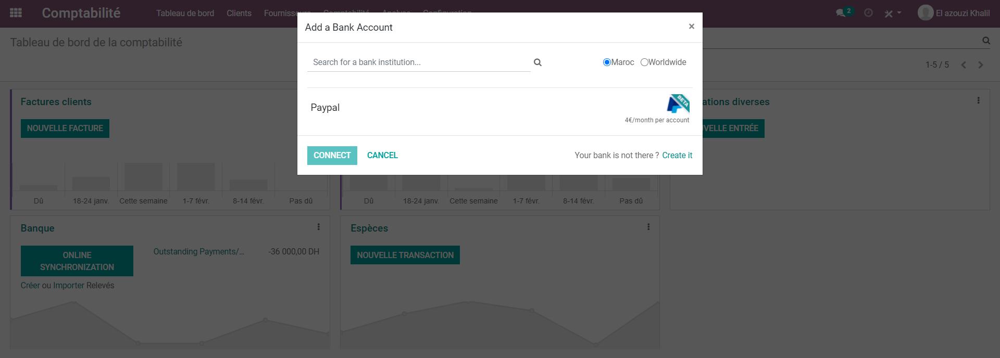 Comptabilité
Tableau de bord Clients Fournisseurs Comptabilité Analyse Configuration
2
El azouzi Khalil
Tableau de bord de la comptabilité
1-5 / 5
Add a Bank Account ×
Search for a bank institution...
Maroc Worldwide
Paypal
BETA
4€/month per account
CONNECT CANCEL
Your bank is not there ? Create it
Factures clients
NOUVELLE FACTURE
Dû 18-24 janv. Cette semaine 1-7 févr. 8-14 févr. Pas dû
Dû 18-24 janv. Cette semaine 1-7 févr. 8-14 févr. Pas dû
ations diverses
VELLE ENTRÉE
Banque
ONLINE
SYNCHRONIZATION
Outstanding Payments/... -36 000,00 DH
Créer ou Importer Relevés
Espèces
NOUVELLE TRANSACTION